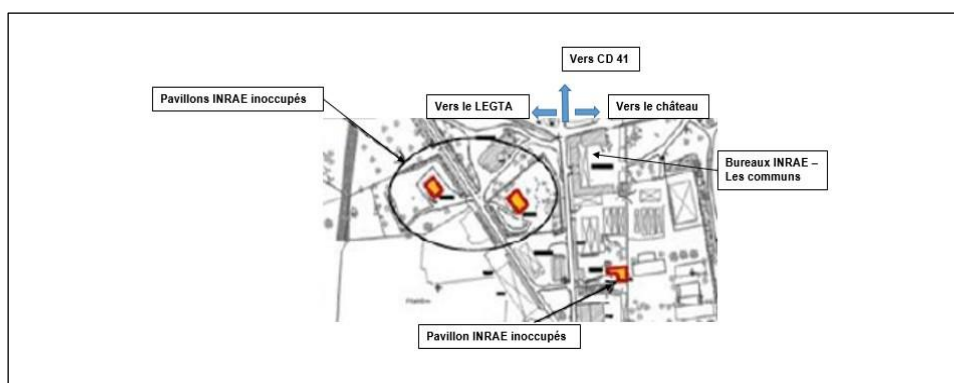 Vers CD 41
Pavillons INRAE inoccupés
Vers le LEGTA
Vers le château
Bureaux INRAE –
Les communs
Pavillon INRAE inoccupés